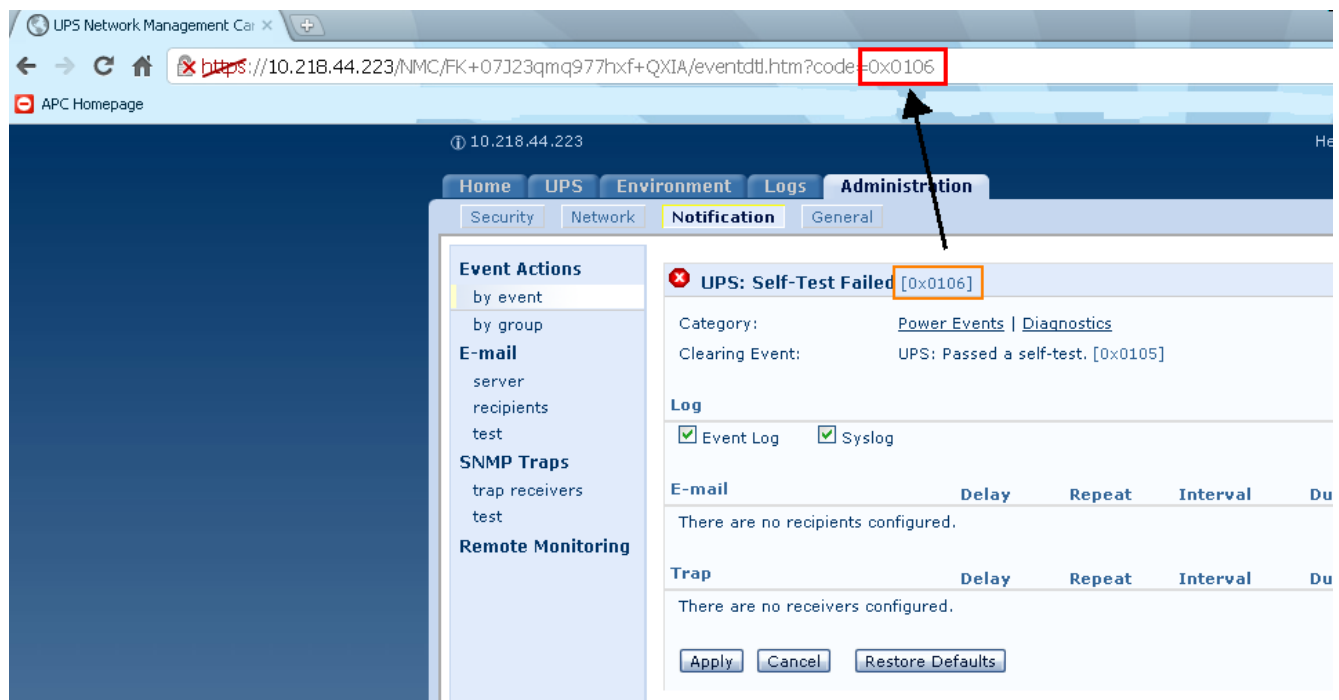 UPS Network Management Car
https://10.218.44.223/NMC/FK+07J23qmq977hxf+QXIA/eventdtl.htm?code=0x0106
APC Homepage
10.218.44.223
He
Home UPS Environment Logs Administration
Security Network Notification General
Event Actions
by event
by group
E-mail
server
recipients
test
SNMP Traps
trap receivers
test
Remote Monitoring
UPS: Self-Test Failed [0x0106]
Category: Power Events | Diagnostics
Clearing Event: UPS: Passed a self-test. [0x0105]
Log
Event Log Syslog
E-mail Delay Repeat Interval Du
There are no recipients configured.
Trap Delay Repeat Interval Du
There are no receivers configured.
Apply Cancel Restore Defaults